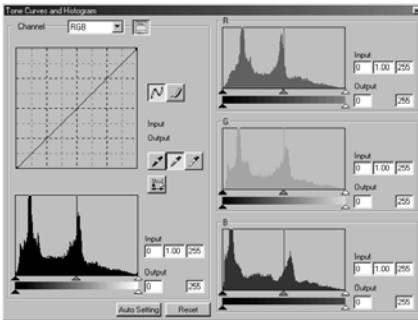 Tone Curves and Histogram
Channel
RGB
Input
Output
Input
0 1.00 255
Output
0 255
Auto Setting
Reset
R
Input
0 1.00 255
Output
0 255
G
Input
0 1.00 255
Output
0 255
B
Input
0 1.00 255
Output
0 255